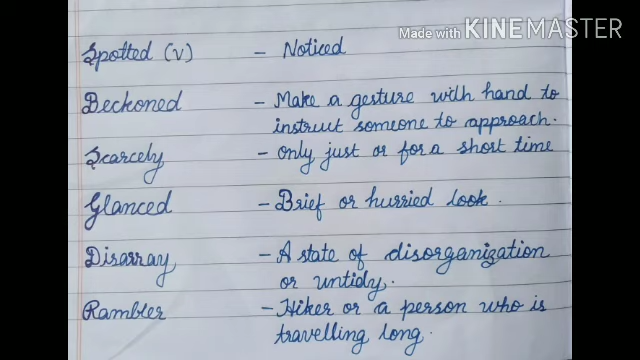 Made with KINEMASTER
Spotted (v) - Noticed
Beckoned - Make a gesture with hand to
instruct someone to approach.
Scarcely - only just or for a short time
Glanced - Brief or hurried look.
Disarray - A state of disorganization
or untidy.
Rambler - Hiker or a person who is
travelling long.